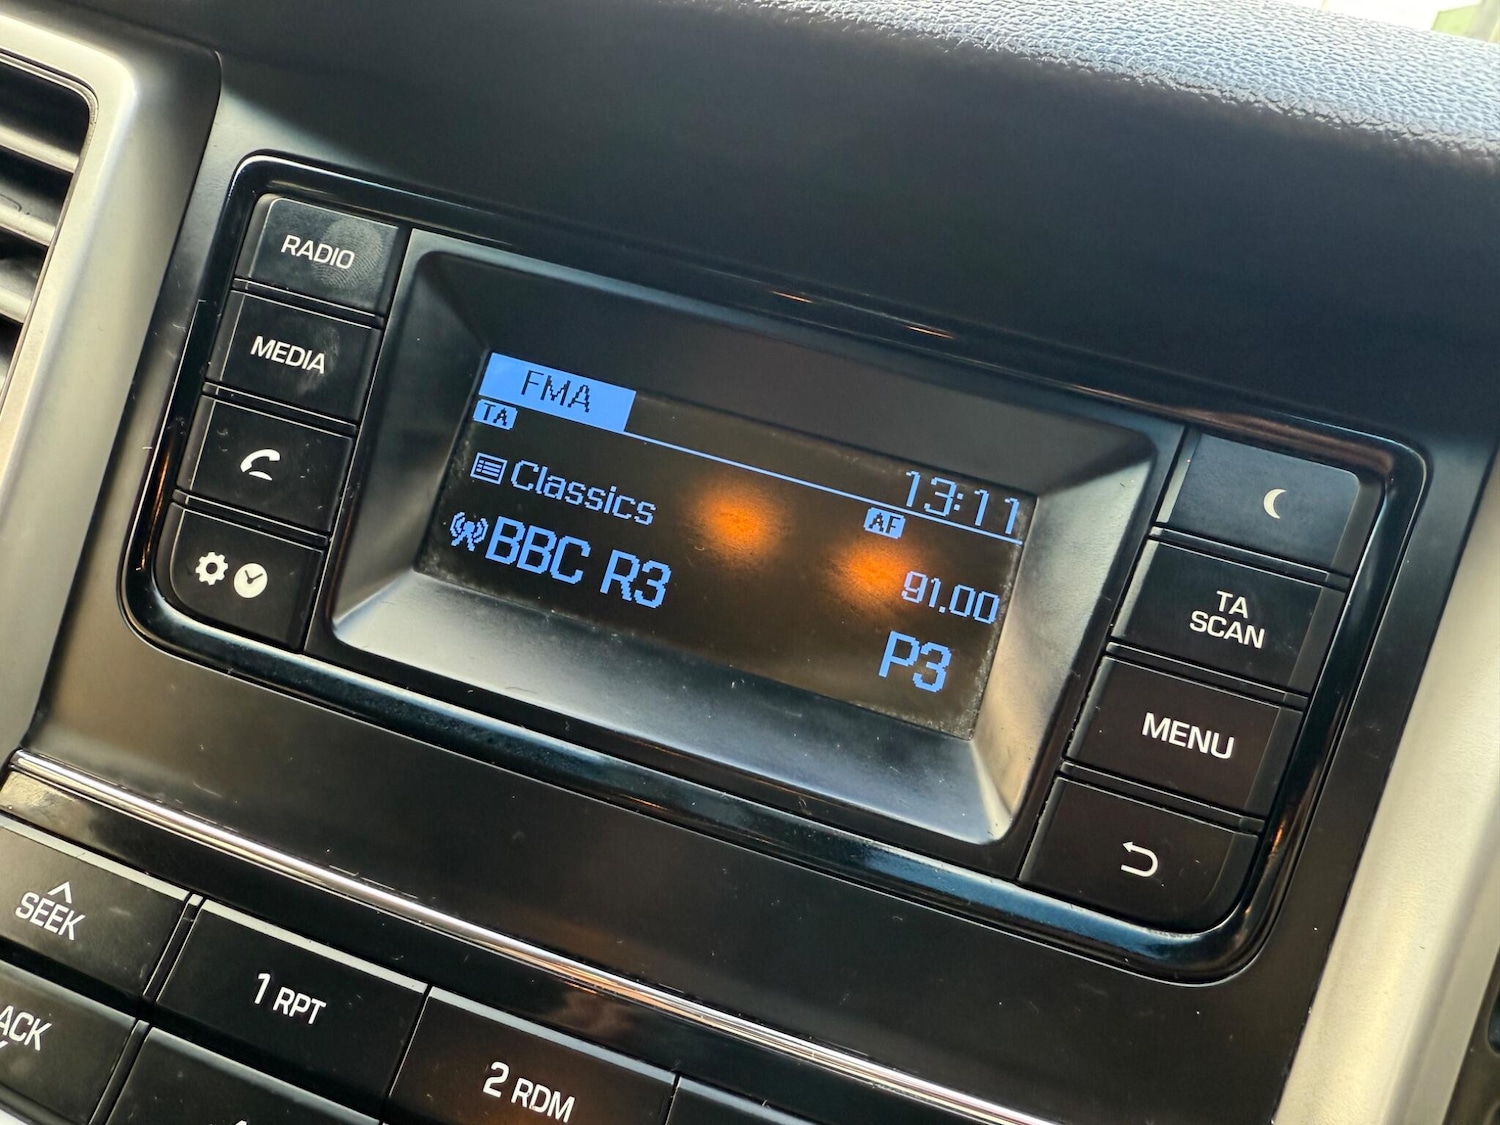 RADIO
MEDIA
FMA
TA
13:11
AF
Classics
BBC R3
91.00
P3
TA
SCAN
MENU
SEEK
ACK
1 RPT
2 RDM